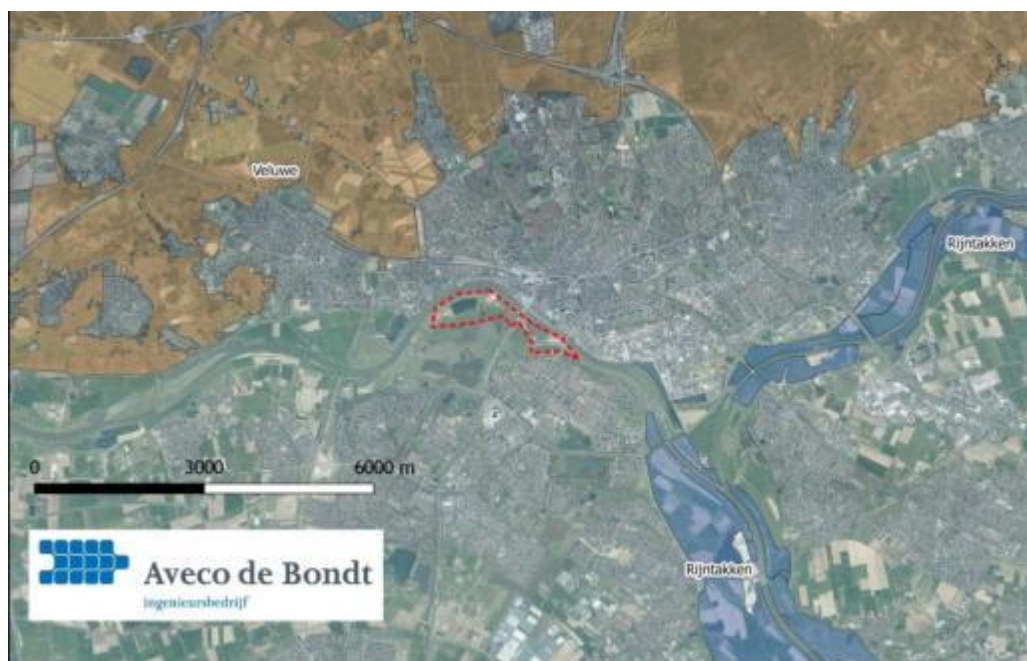 Veluwe
Rijntakken
0 3000 6000 m
Rijntakken
Aveco de Bondt
ingenieursbedrijf